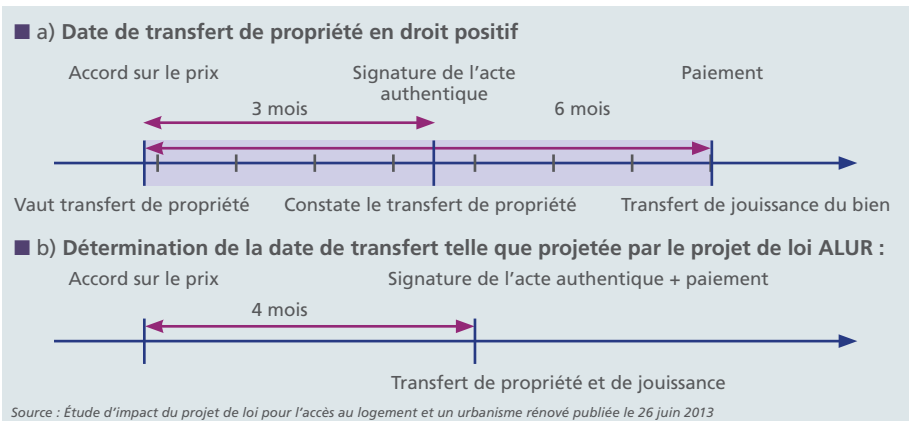 ■ a) Date de transfert de propriété en droit positif
Accord sur le prix
Signature de l’acte
authentique
Paiement
3 mois
6 mois
Vaut transfert de propriété
Constate le transfert de propriété
Transfert de jouissance du bien
■ b) Détermination de la date de transfert telle que projetée par le projet de loi ALUR :
Accord sur le prix
Signature de l’acte authentique + paiement
4 mois
Transfert de propriété et de jouissance
Source : Étude d’impact du projet de loi pour l’accès au logement et un urbanisme rénové publiée le 26 juin 2013